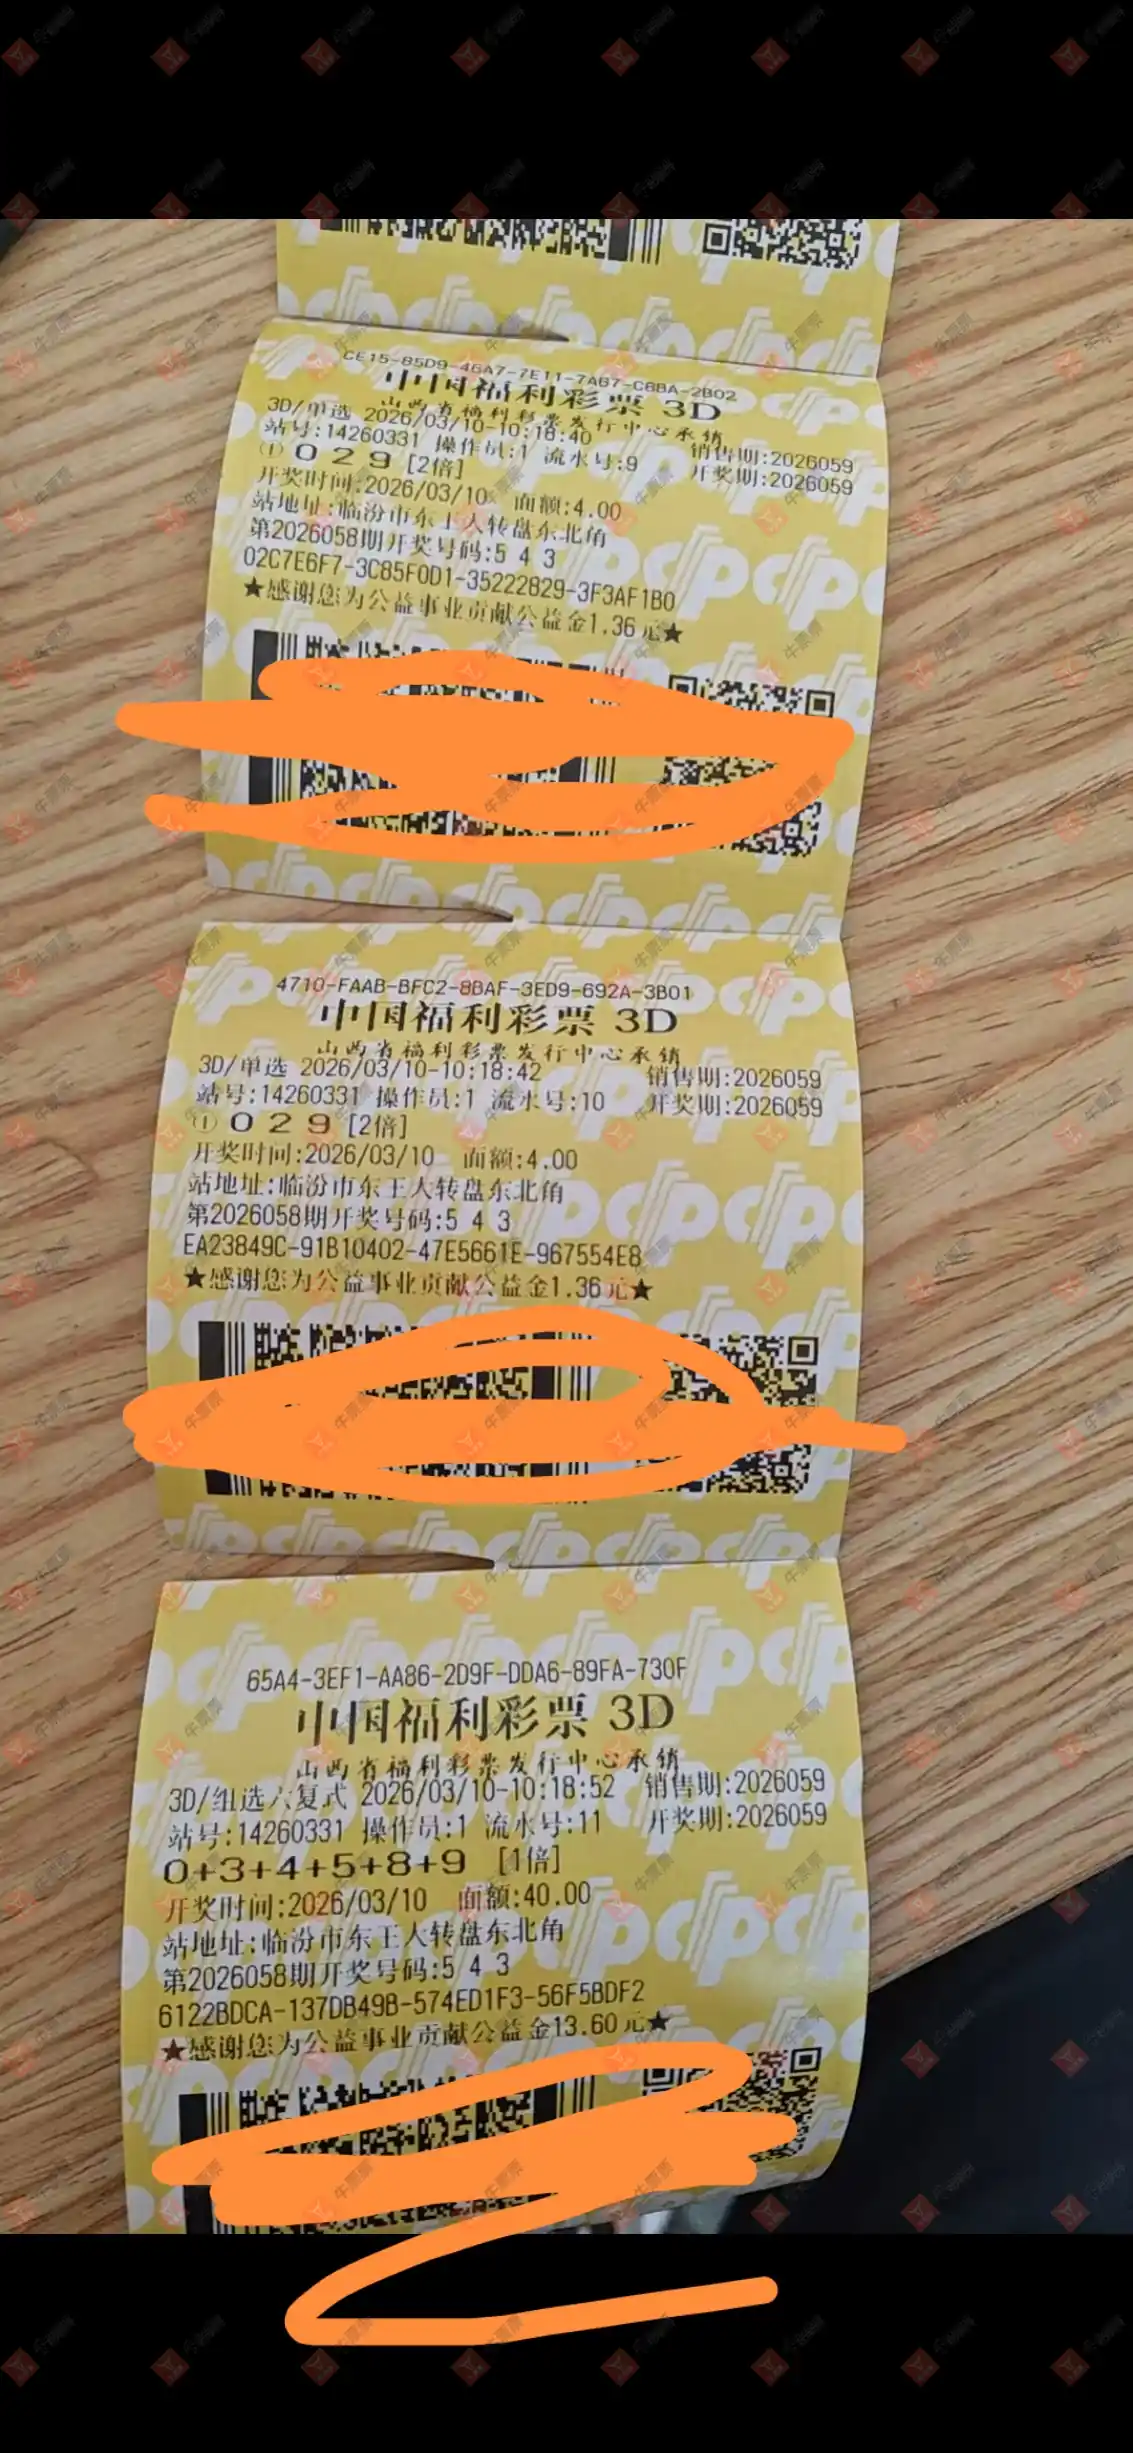 CE15-85D9-46A7-7E11-7AB7-C8BA-2B02
中国福利彩票 3D
山西省福利彩票发行中心承销
3D/单选 2026/03/10-10:18:40 销售期:2026059
站号:14260331 操作员:1 流水号:9 开奖期:2026059
① 0 2 9 [2倍]
开奖时间:2026/03/10 面额:4.00
站地址:临汾市东王大转盘东北角
第2026058期开奖号码:5 4 3
02C7E6F7-3C85F0D1-35222829-3F3AF1B0
★感谢您为公益事业贡献公益金1.36元★
4710-FAAB-BFC2-8BAF-3ED9-692A-3B01
中国福利彩票 3D
山西省福利彩票发行中心承销
3D/单选 2026/03/10-10:18:42 销售期:2026059
站号:14260331 操作员:1 流水号:10 开奖期:2026059
① 0 2 9 [2倍]
开奖时间:2026/03/10 面额:4.00
站地址:临汾市东王大转盘东北角
第2026058期开奖号码:5 4 3
EA23849C-91B10402-47E5661E-967554E8
★感谢您为公益事业贡献公益金1.36元★
65A4-3EF1-AA86-2D9F-DDA6-89FA-730F
中国福利彩票 3D
山西省福利彩票发行中心承销
3D/组选六复式 2026/03/10-10:18:52 销售期:2026059
站号:14260331 操作员:1 流水号:11 开奖期:2026059
0+3+4+5+8+9 [1倍]
开奖时间:2026/03/10 面额:40.00
站地址:临汾市东王大转盘东北角
第2026058期开奖号码:5 4 3
6122BDCA-137DB49B-574ED1F3-56F5BDF2
★感谢您为公益事业贡献公益金13.60元★